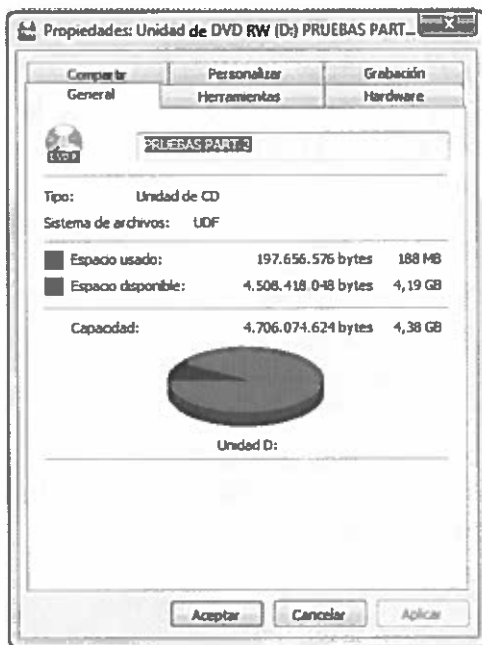 Propiedades: Unidad de DVD RW (D:) PRUEBAS PART_...
Compartir Personalizar Grabación
General Herramientas Hardware
PRUEBAS PART 3
Tipo: Unidad de CD
Sistema de archivos: UDF
Espacio usado: 197.656.576 bytes 188 MB
Espacio disponible: 4.508.418.048 bytes 4,19 GB
Capacidad: 4.706.074.624 bytes 4,38 GB
Unidad D:
Aceptar Cancelar Aplicar